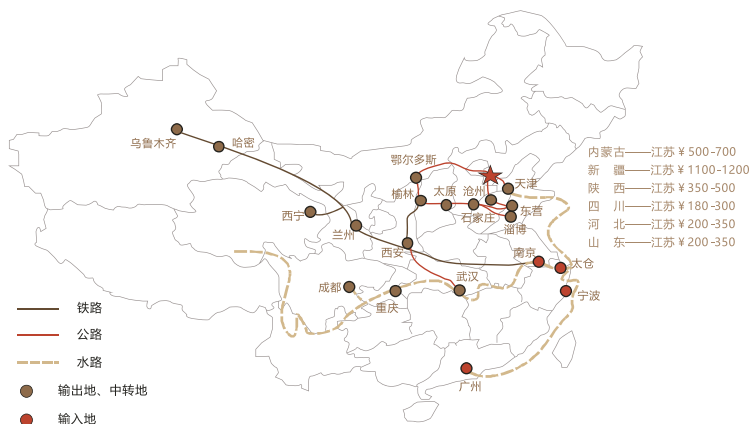 鄂尔多斯
乌鲁木齐
哈密
内蒙古——江苏 ¥ 500-700
新 疆——江苏 ¥ 1100-1200
天津
榆林
太原
沧州
陕 西——江苏 ¥ 350-500
四 川——江苏 ¥ 180-300
西宁
石家庄
东营
淄博
河 北——江苏 ¥ 200-350
兰州
山 东——江苏 ¥ 200-350
西安
南京
太仓
成都
武汉
宁波
重庆
铁路
公路
水路
广州
输出地、中转地
输入地